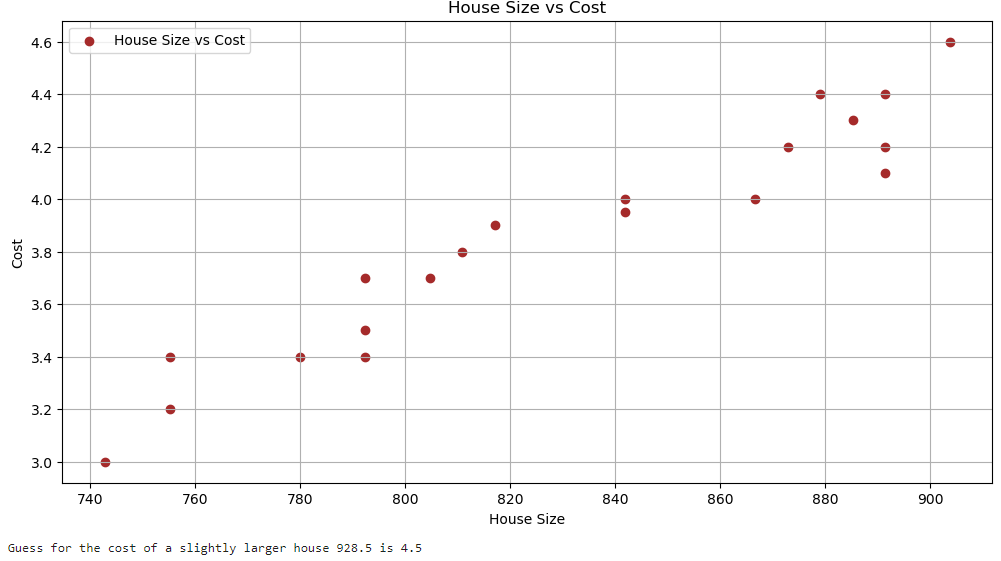 House Size vs Cost
House Size vs Cost
4.6
4.4
4.2
4.0
3.8
3.6
3.4
3.2
3.0
Cost
740 760 780 800 820 840 860 880 900
House Size
Guess for the cost of a slightly larger house 928.5 is 4.5